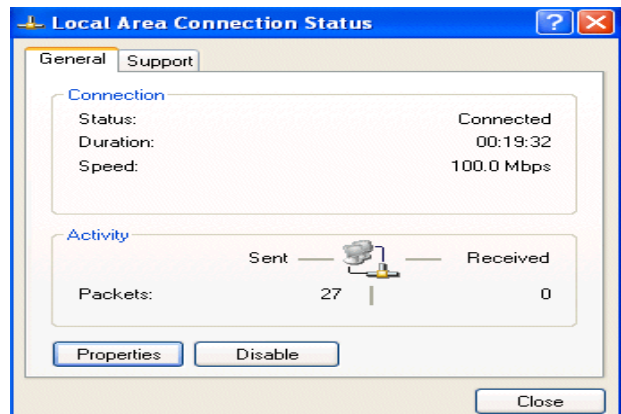 Local Area Connection Status
General Support
Connection
Status: Connected
Duration: 00:19:32
Speed: 100.0 Mbps
Activity
Sent Received
Packets: 27 0
Properties Disable
Close